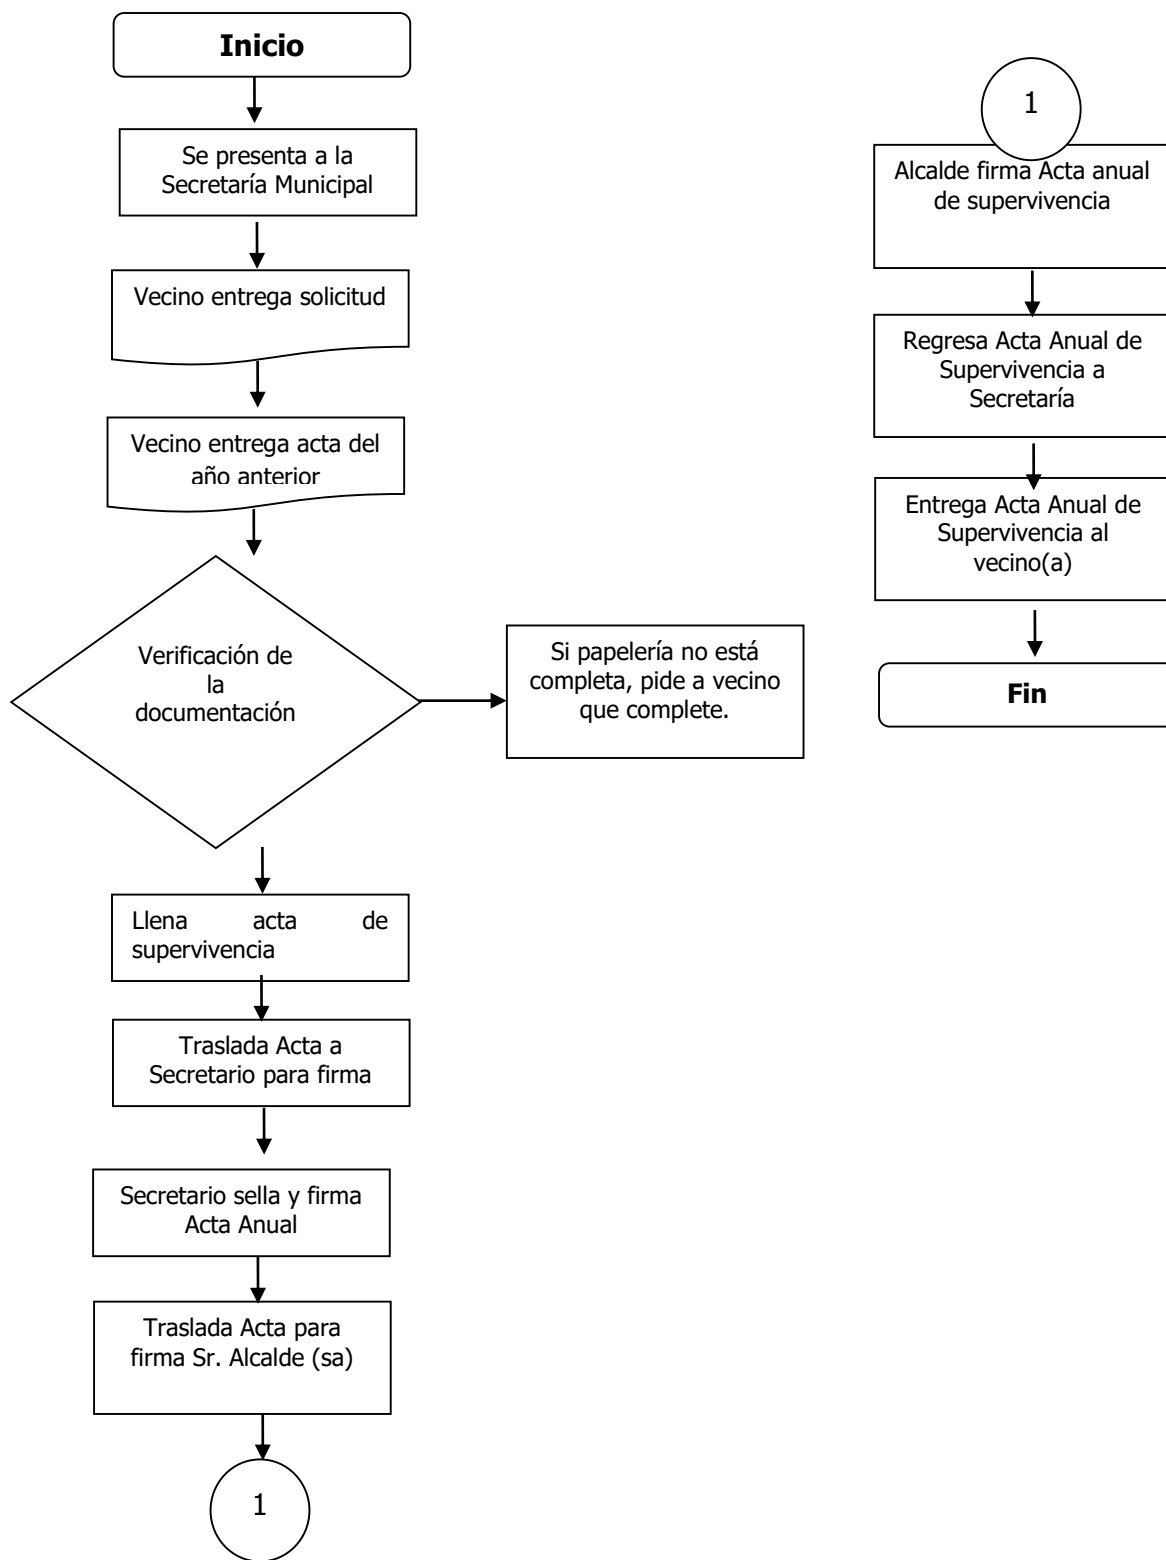 Inicio
Se presenta a la
Secretaría Municipal
Vecino entrega solicitud
Vecino entrega acta del
año anterior
Verificación de
la
documentación
Si papelería no está
completa, pide a vecino
que complete.
Llena acta de
supervivencia
Traslada Acta a
Secretario para firma
Secretario sella y firma
Acta Anual
Traslada Acta para
firma Sr. Alcalde (sa)
1
1
Alcalde firma Acta anual
de supervivencia
Regresa Acta Anual de
Supervivencia a
Secretaría
Entrega Acta Anual de
Supervivencia al
vecino(a)
Fin